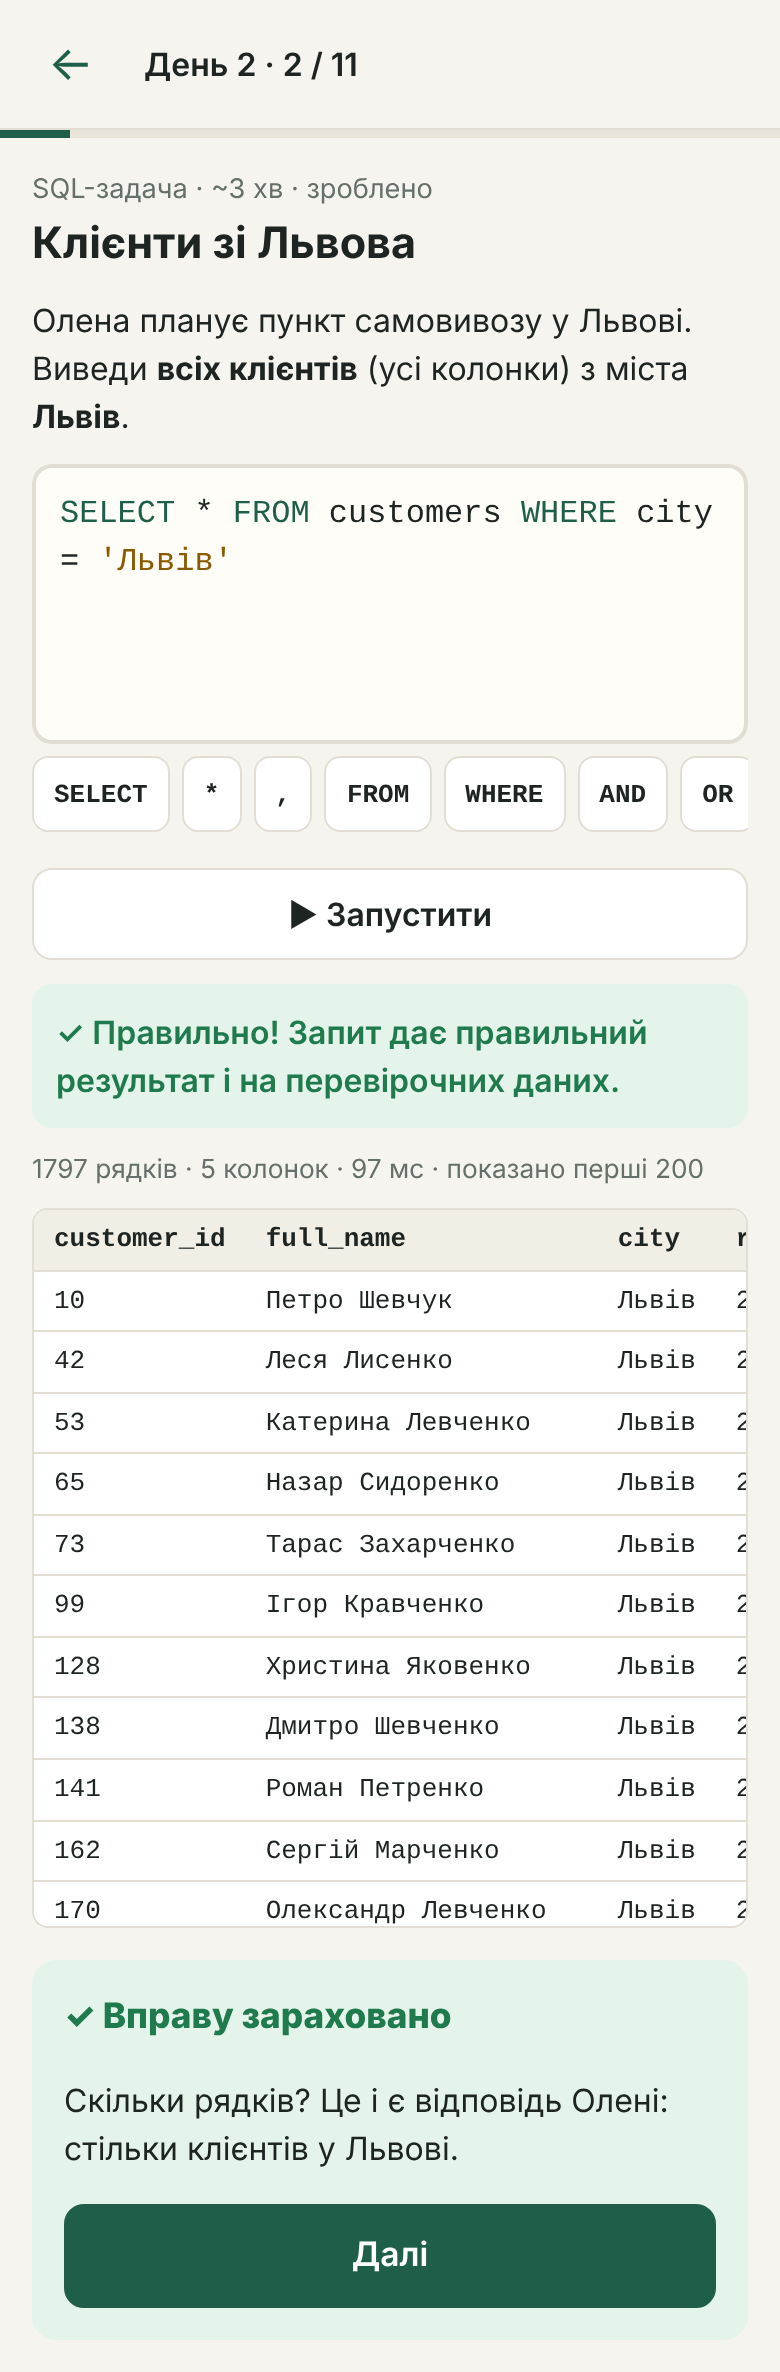 ← День 2 · 2 / 11
SQL-задача · ~3 хв · зроблено
Клієнти зі Львова
Олена планує пункт самовивозу у Львові.
Виведи всіх клієнтів (усі колонки) з міста
Львів.
SELECT * FROM customers WHERE city
= 'Львів'
SELECT * , FROM WHERE AND OR
▶ Запустити
✓ Правильно! Запит дає правильний
результат і на перевірочних даних.
1797 рядків · 5 колонок · 97 мс · показано перші 200
customer_id full_name city
10 Петро Шевчук Львів
42 Леся Лисенко Львів
53 Катерина Левченко Львів
65 Назар Сидоренко Львів
73 Тарас Захарченко Львів
99 Ігор Кравченко Львів
128 Христина Яковенко Львів
138 Дмитро Шевченко Львів
141 Роман Петренко Львів
162 Сергій Марченко Львів
170 Олександр Левченко Львів
✓ Вправу зараховано
Скільки рядків? Це і є відповідь Олені:
стільки клієнтів у Львові.
Далі